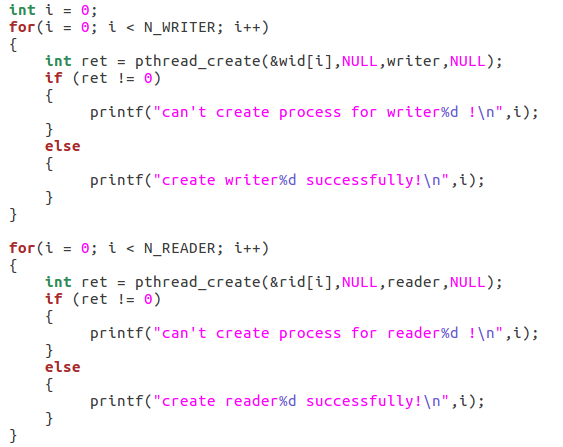 int i = 0;
for(i = 0; i < N_WRITER; i++)
{
    int ret = pthread_create(&wid[i],NULL,writer,NULL);
    if (ret != 0)
    {
         printf("can't create process for writer%d !\n",i);
    }
    else
    {
         printf("create writer%d successfully!\n",i);
    }
}

for(i = 0; i < N_READER; i++)
{
    int ret = pthread_create(&rid[i],NULL,reader,NULL);
    if (ret != 0)
    {
         printf("can't create process for reader%d !\n",i);
    }
    else
    {
         printf("create reader%d successfully!\n",i);
    }
}